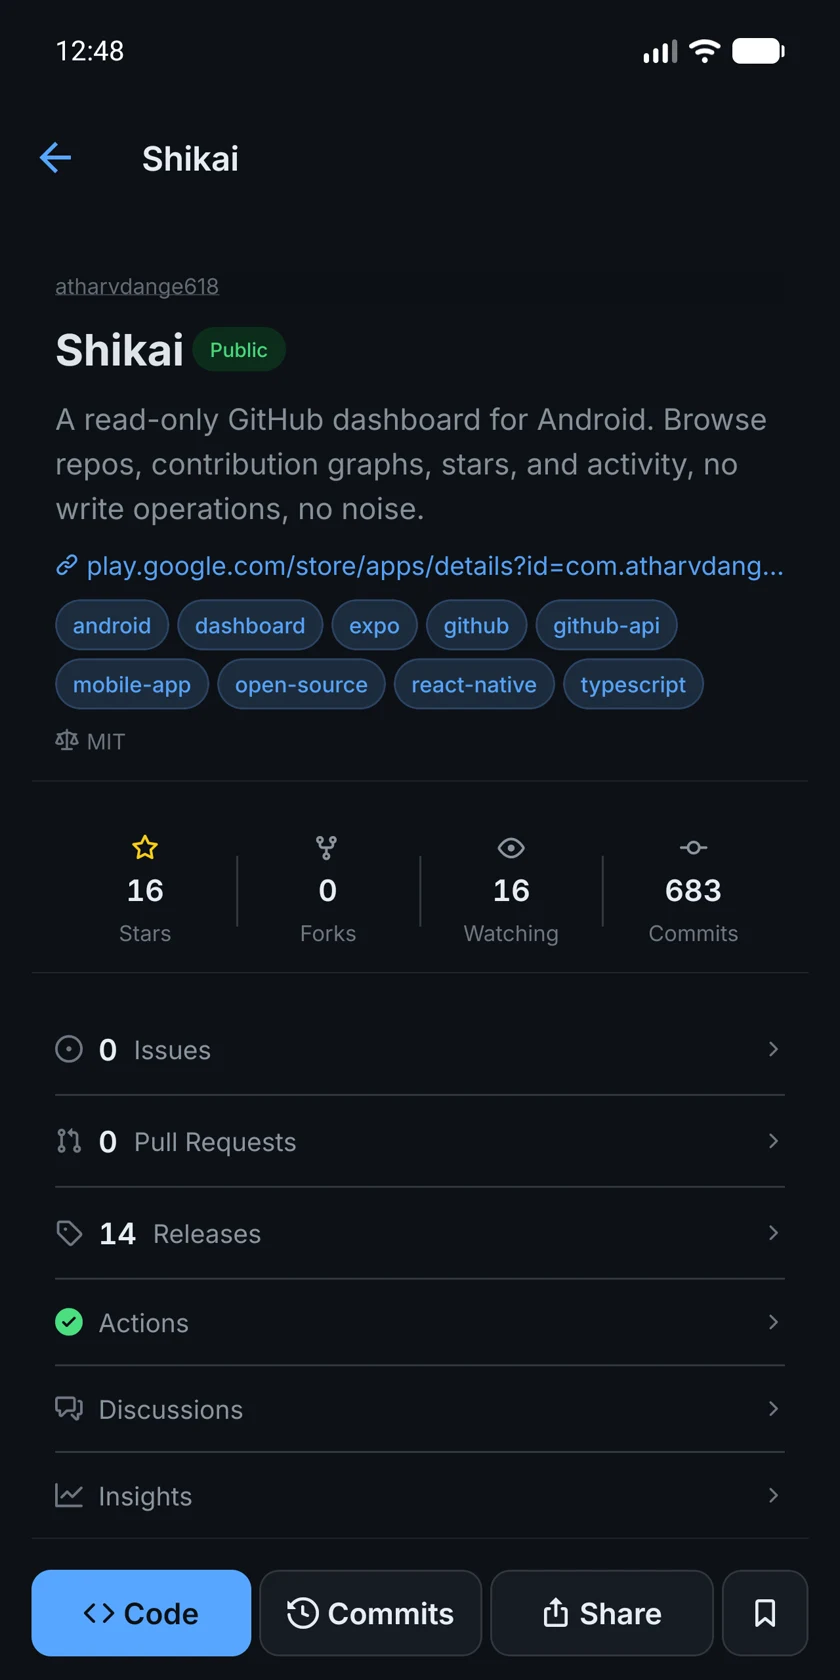 12:48
Shikai
atharvdange618
Shikai Public
A read-only GitHub dashboard for Android. Browse
repos, contribution graphs, stars, and activity, no
write operations, no noise.
play.google.com/store/apps/details?id=com.atharvdang...
android dashboard expo github github-api
mobile-app open-source react-native typescript
MIT
16 0 16 683
Stars Forks Watching Commits
0 Issues
0 Pull Requests
14 Releases
Actions
Discussions
Insights
Code Commits Share